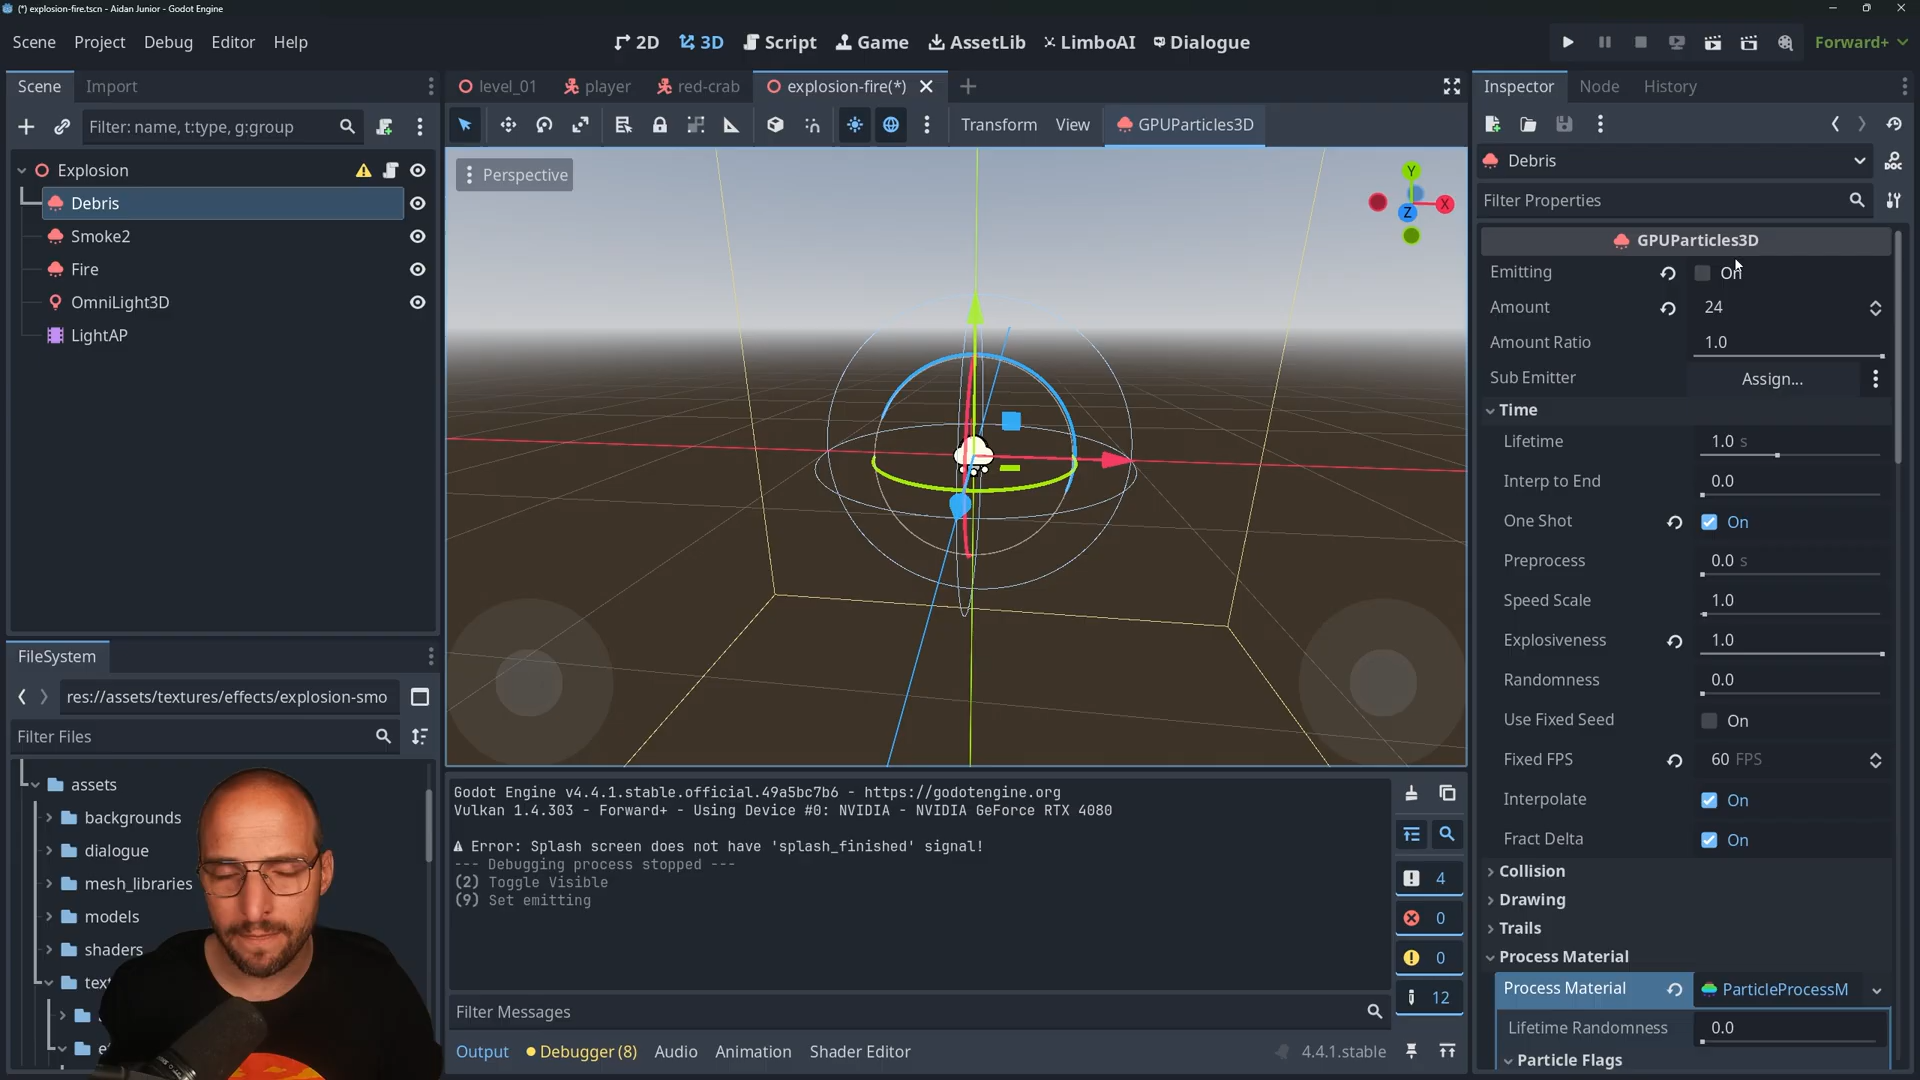 (*) explosion-fire.tscn - Aidan Junior - Godot Engine
Scene Project Debug Editor Help
2D 3D Script Game AssetLib LimboAI Dialogue
Forward+
Scene Import
Filter: name, t:type, g:group
Explosion
Debris
Smoke2
Fire
OmniLight3D
LightAP
FileSystem
res://assets/textures/effects/explosion-smo
Filter Files
assets
backgrounds
dialogue
mesh_libraries
models
shaders
level_01 player red-crab explosion-fire(*)
Transform View GPUParticles3D
Perspective
Y
X
Z
Godot Engine v4.4.1.stable.official.49a5bc7b6 - https://godotengine.org
Vulkan 1.4.303 - Forward+ - Using Device #0: NVIDIA - NVIDIA GeForce RTX 4080
Error: Splash screen does not have 'splash_finished' signal!
--- Debugging process stopped ---
(2) Toggle Visible
(9) Set emitting
4
0
0
12
Filter Messages
Output Debugger (8) Audio Animation Shader Editor 4.4.1.stable
Inspector Node History
Debris
DOC
Filter Properties
GPUParticles3D
Emitting On
Amount 24
Amount Ratio 1.0
Sub Emitter Assign...
Time
Lifetime 1.0 s
Interp to End 0.0
One Shot On
Preprocess 0.0 s
Speed Scale 1.0
Explosiveness 1.0
Randomness 0.0
Use Fixed Seed On
Fixed FPS 60 FPS
Interpolate On
Fract Delta On
Collision
Drawing
Trails
Process Material
Process Material ParticleProcessM
Lifetime Randomness 0.0
Particle Flags